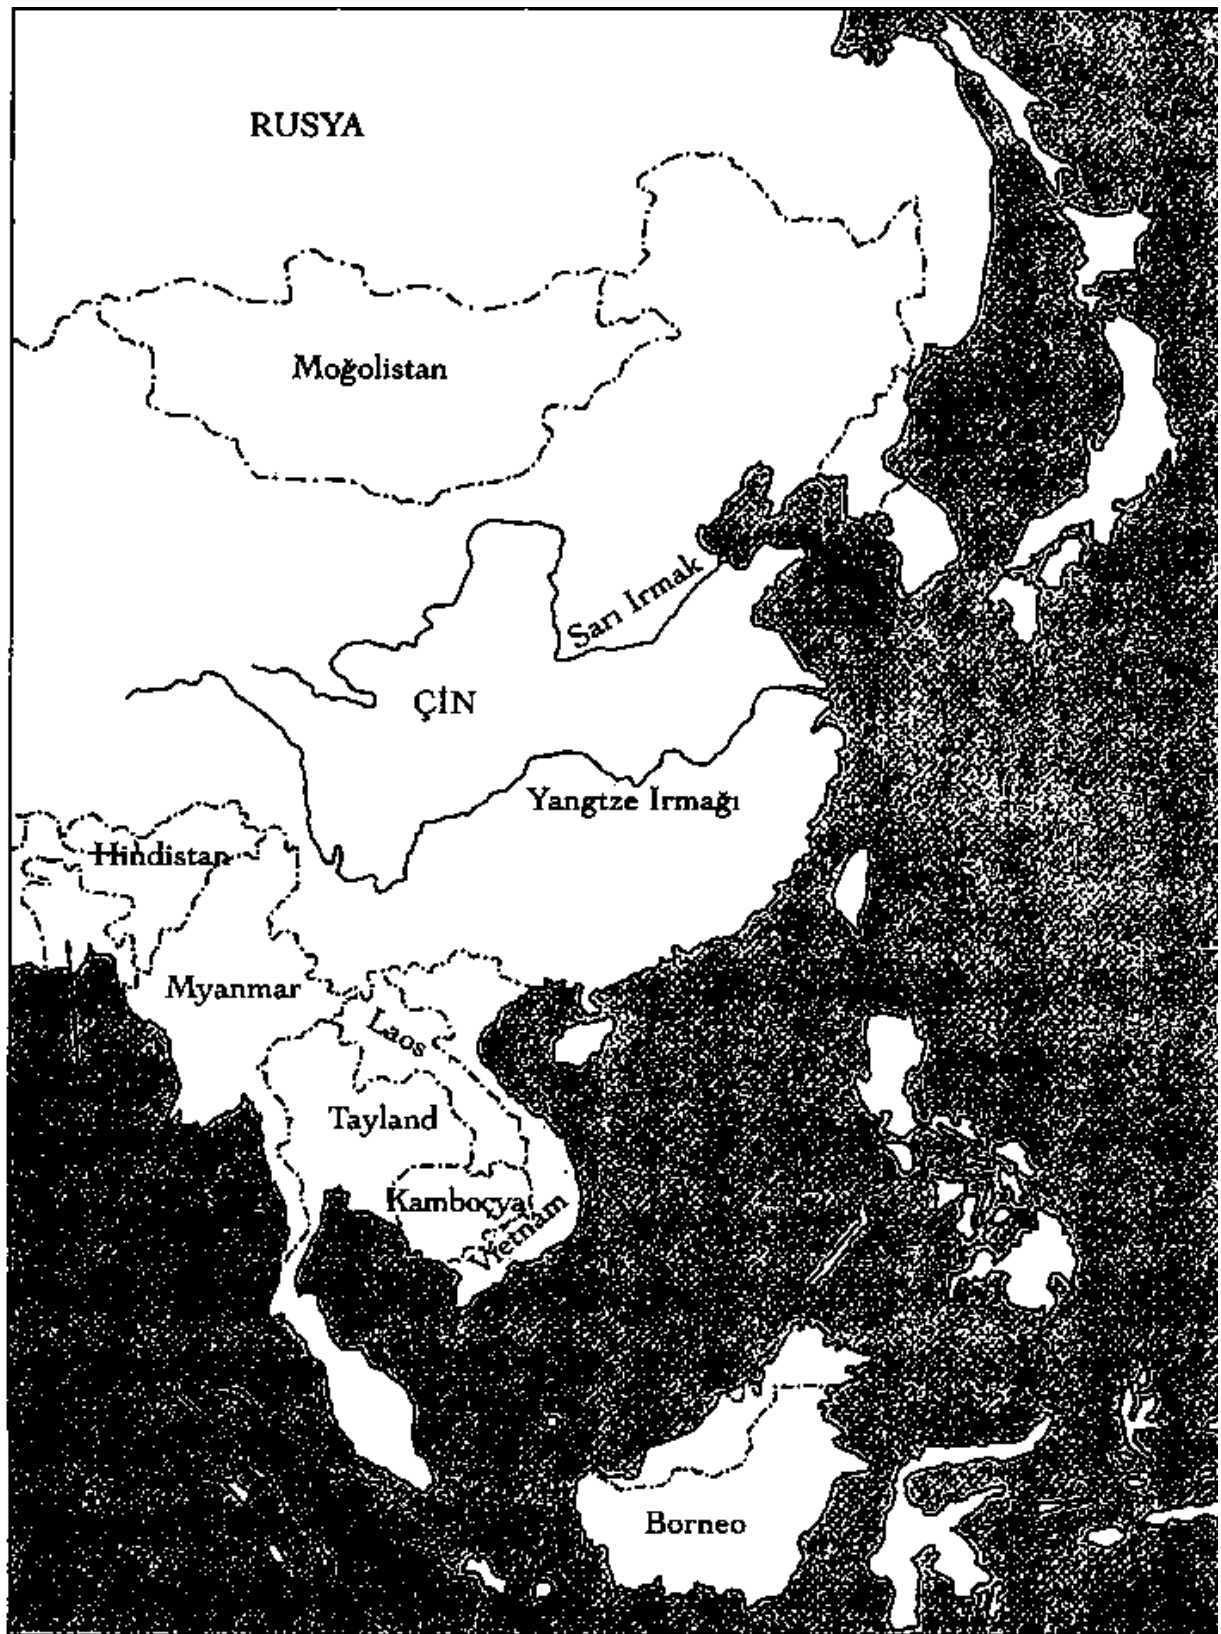 RUSYA
Moğolistan
Sarı Irmak
ÇİN
Yangtze Irmağı
Hindistan
Myanmar
Laos
Tayland
Kamboçya
Vietnam
Borneo